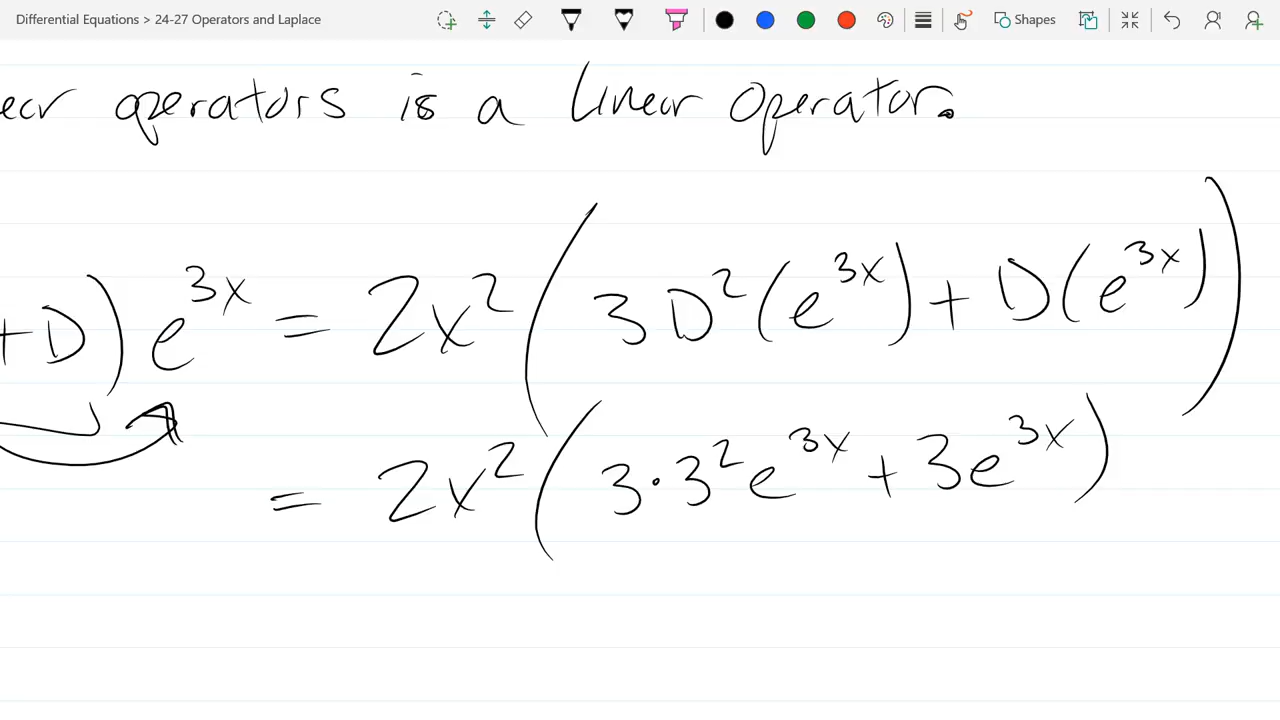 Differential Equations > 24-27 Operators and Laplace
Shapes
operators is a linear operator.
+D) e^{3x} = 2x^2 (3D^2(e^{3x}) + D(e^{3x}))
= 2x^2 (3·3^2 e^{3x} + 3e^{3x})